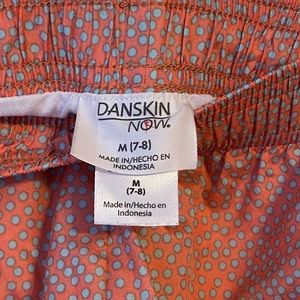 DANSKIN
NOW.
M (7-8)
MADE IN/HECHO EN
INDONESIA
M
(7-8)
Made in/Hecho en
Indonesia